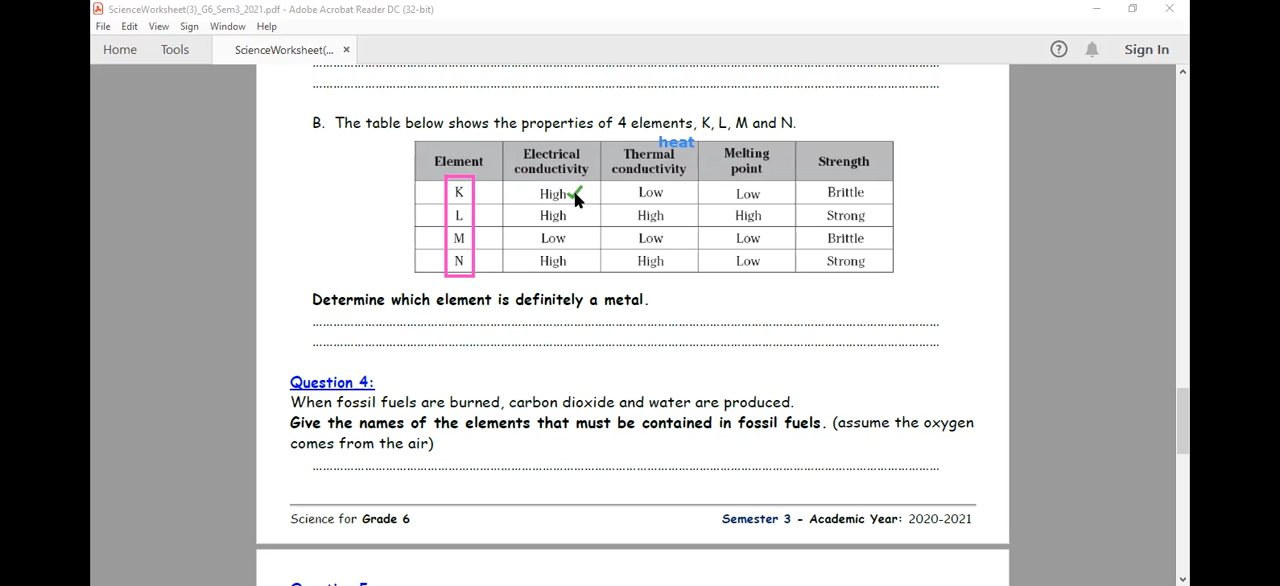 ScienceWorksheet(3)_G6_Sem3_2021.pdf - Adobe Acrobat Reader DC (32-bit)
File Edit View Sign Window Help
Home Tools ScienceWorksheet(... × Sign In
B. The table below shows the properties of 4 elements, K, L, M and N.
heat
Element Electrical conductivity Thermal conductivity Melting point Strength
K High Low Low Brittle
L High High High Strong
M Low Low Low Brittle
N High High Low Strong
Determine which element is definitely a metal.
Question 4:
When fossil fuels are burned, carbon dioxide and water are produced.
Give the names of the elements that must be contained in fossil fuels. (assume the oxygen
comes from the air)
Science for Grade 6 Semester 3 - Academic Year: 2020-2021